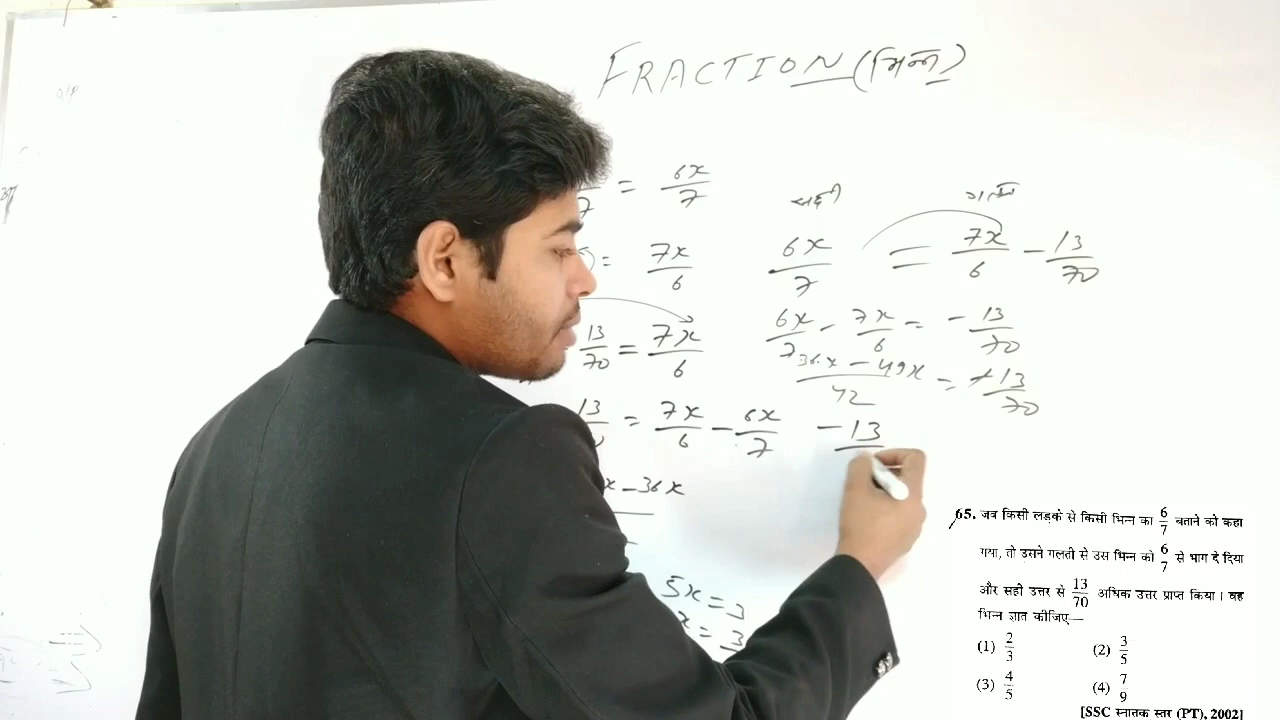 FRACTION (भिन्न)
7 = 6x/7
सही गलत
= 7x/6
6x/7 = 7x/6 - 13/70
13/70 = 7x/6
6x/7 - 7x/6 = - 13/70
36x - 49x/42 = - 13/70
13 = 7x/6 - 6x/7
- 13
x - 36x
5x = 3
x = 3
65. जब किसी लड़के से किसी भिन्न का 6/7 बताने को कहा
गया, तो उसने गलती से उस भिन्न को 6/7 से भाग दे दिया
और सही उत्तर से 13/70 अधिक उत्तर प्राप्त किया। वह
भिन्न ज्ञात कीजिए—
(1) 2/3 (2) 3/5
(3) 4/5 (4) 7/9
[SSC स्नातक स्तर (PT), 2002]